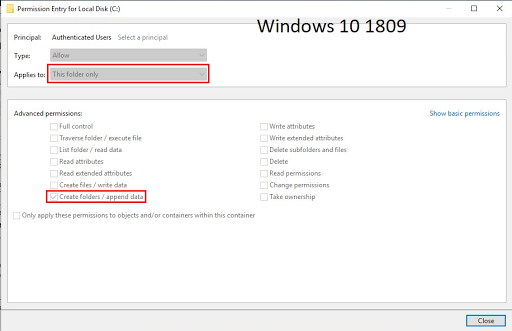 Permission Entry for Local Disk (C:)
Windows 10 1809
Principal: Authenticated Users Select a principal
Type: Allow
Applies to: This folder only
Advanced permissions: Show basic permissions
Full control Write attributes
Traverse folder / execute file Write extended attributes
List folder / read data Delete subfolders and files
Read attributes Delete
Read extended attributes Read permissions
Create files / write data Change permissions
Create folders / append data Take ownership
Only apply these permissions to objects and/or containers within this container
Close